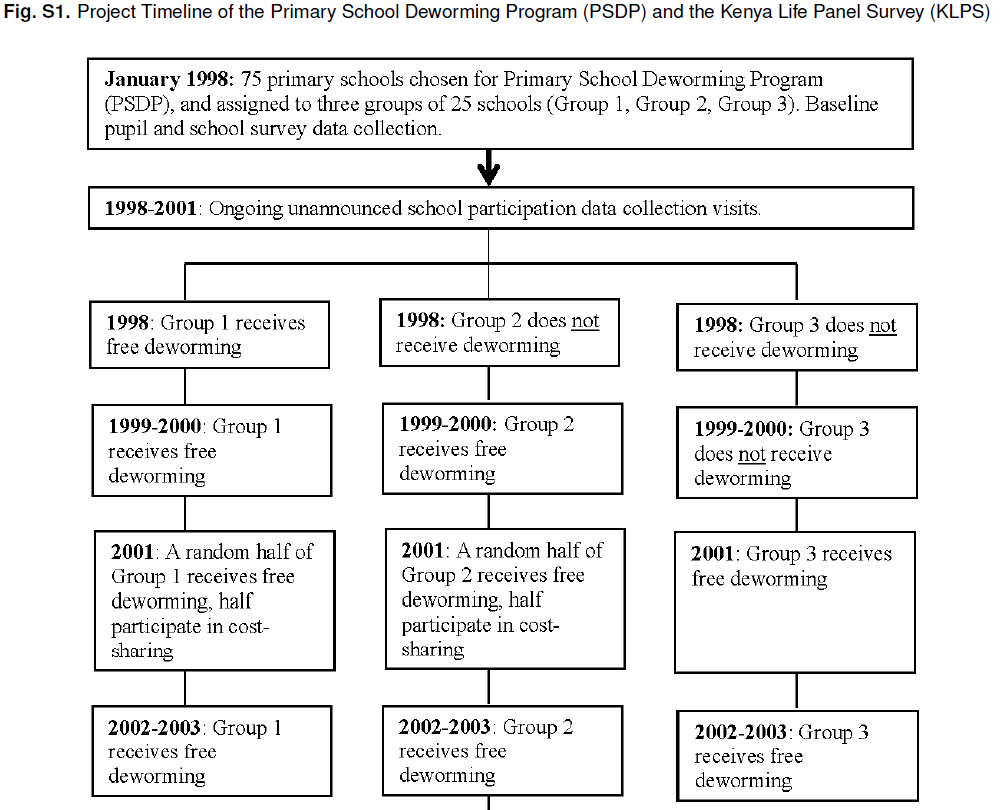 Fig. S1. Project Timeline of the Primary School Deworming Program (PSDP) and the Kenya Life Panel Survey (KLPS)
January 1998: 75 primary schools chosen for Primary School Deworming Program
(PSDP), and assigned to three groups of 25 schools (Group 1, Group 2, Group 3). Baseline
pupil and school survey data collection.
1998-2001: Ongoing unannounced school participation data collection visits.
1998: Group 1 receives
free deworming
1998: Group 2 does not
receive deworming
1998: Group 3 does not
receive deworming
1999-2000: Group 1
receives free
deworming
1999-2000: Group 2
receives free
deworming
1999-2000: Group 3
does not receive
deworming
2001: A random half of
Group 1 receives free
deworming, half
participate in cost-
sharing
2001: A random half of
Group 2 receives free
deworming, half
participate in cost-
sharing
2001: Group 3 receives
free deworming
2002-2003: Group 1
receives free
deworming
2002-2003: Group 2
receives free
deworming
2002-2003: Group 3
receives free
deworming